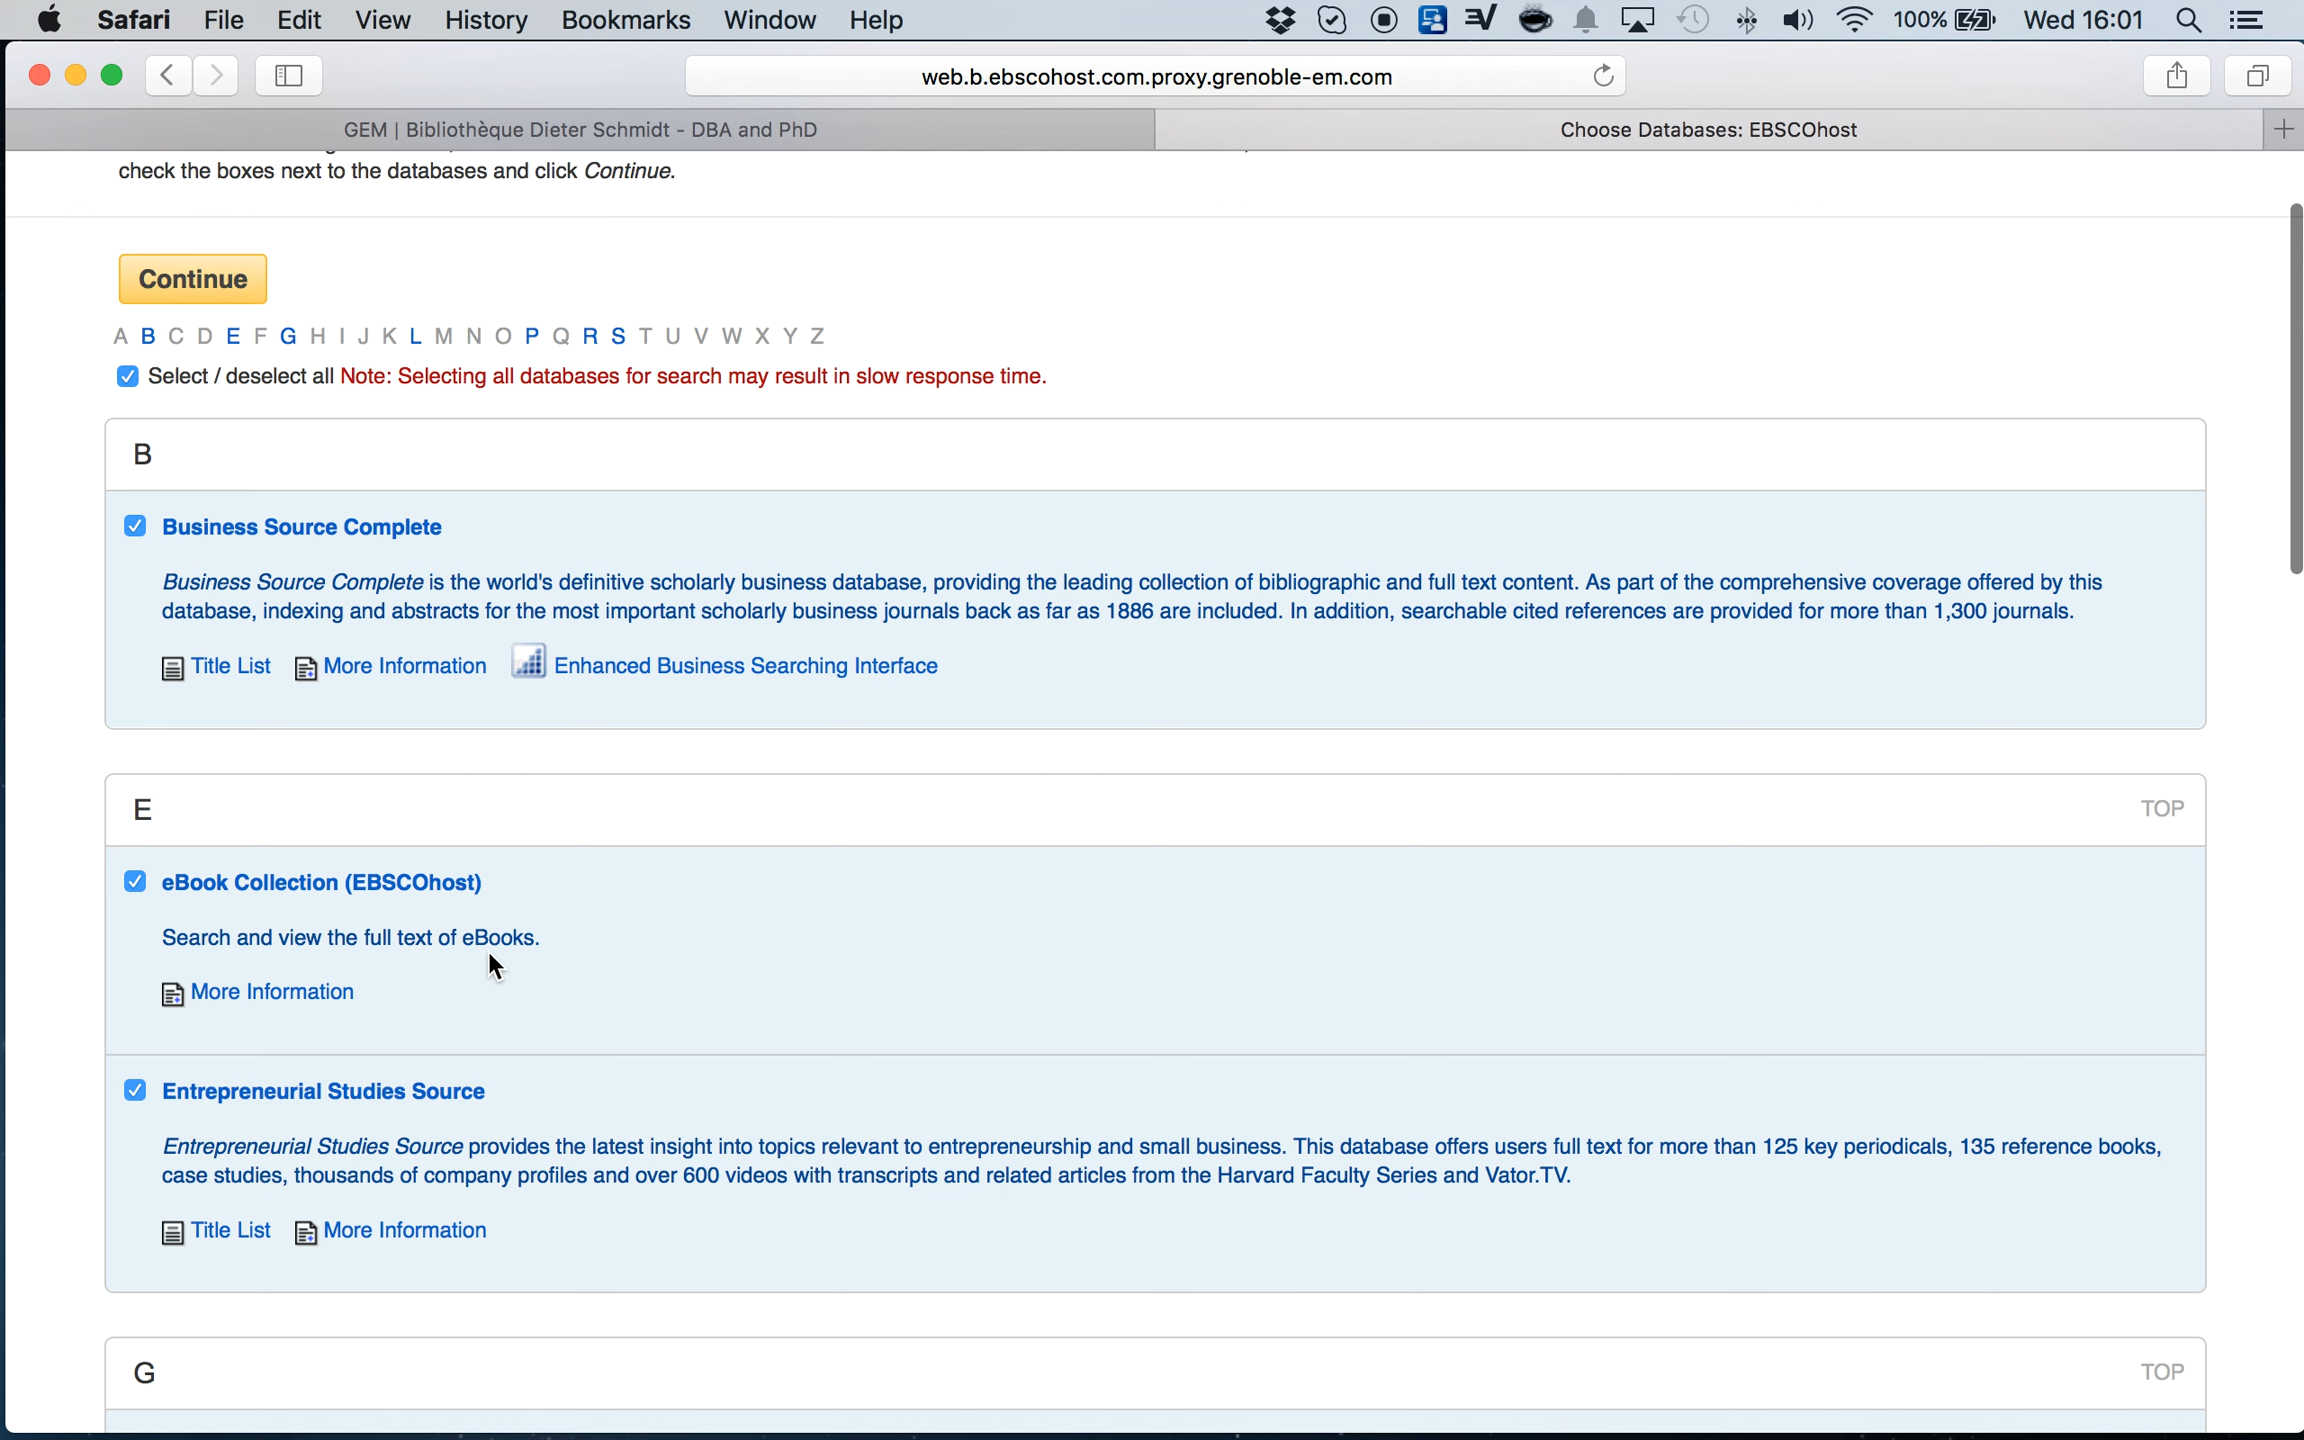 Safari File Edit View History Bookmarks Window Help 100% Wed 16:01
web.b.ebscohost.com.proxy.grenoble-em.com
GEM | Bibliothèque Dieter Schmidt - DBA and PhD
Choose Databases: EBSCOhost
check the boxes next to the databases and click Continue.
Continue
A B C D E F G H I J K L M N O P Q R S T U V W X Y Z
Select / deselect all Note: Selecting all databases for search may result in slow response time.
B
Business Source Complete
Business Source Complete is the world's definitive scholarly business database, providing the leading collection of bibliographic and full text content. As part of the comprehensive coverage offered by this
database, indexing and abstracts for the most important scholarly business journals back as far as 1886 are included. In addition, searchable cited references are provided for more than 1,300 journals.
Title List More Information Enhanced Business Searching Interface
E TOP
eBook Collection (EBSCOhost)
Search and view the full text of eBooks.
More Information
Entrepreneurial Studies Source
Entrepreneurial Studies Source provides the latest insight into topics relevant to entrepreneurship and small business. This database offers users full text for more than 125 key periodicals, 135 reference books,
case studies, thousands of company profiles and over 600 videos with transcripts and related articles from the Harvard Faculty Series and Vator.TV.
Title List More Information
G TOP